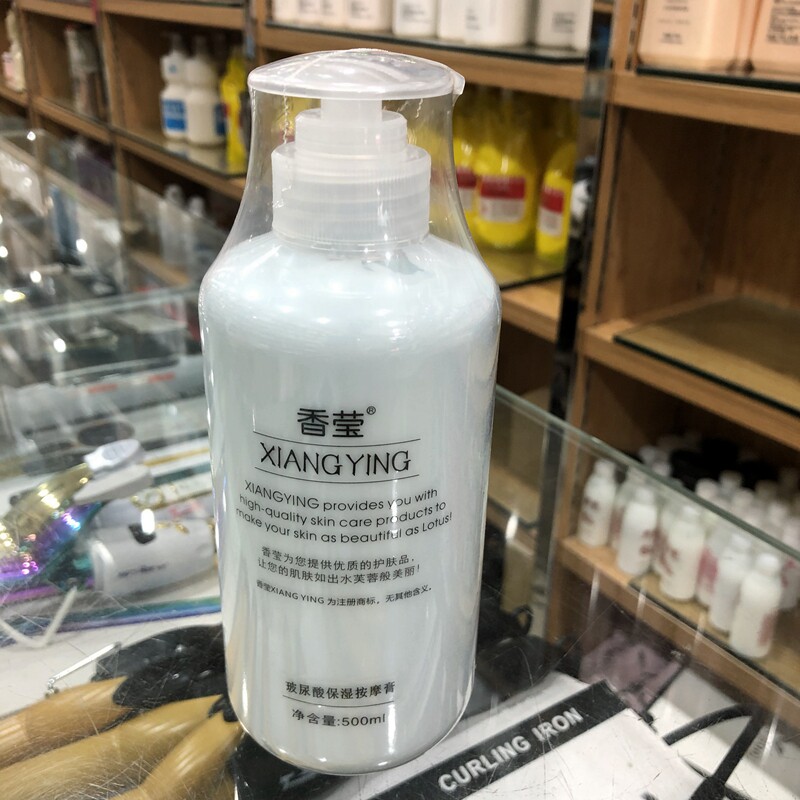 香莹®
XIANGYING
XIANGYING provides you with
high-quality skin care products to
make your skin as beautiful as Lotus!
香莹为您提供优质的护肤品，
让您的肌肤如出水芙蓉般美丽！
香莹XIANG YING 为注册商标，无其他含义。
玻尿酸保湿按摩膏
净含量:500ml
CURLING IRON